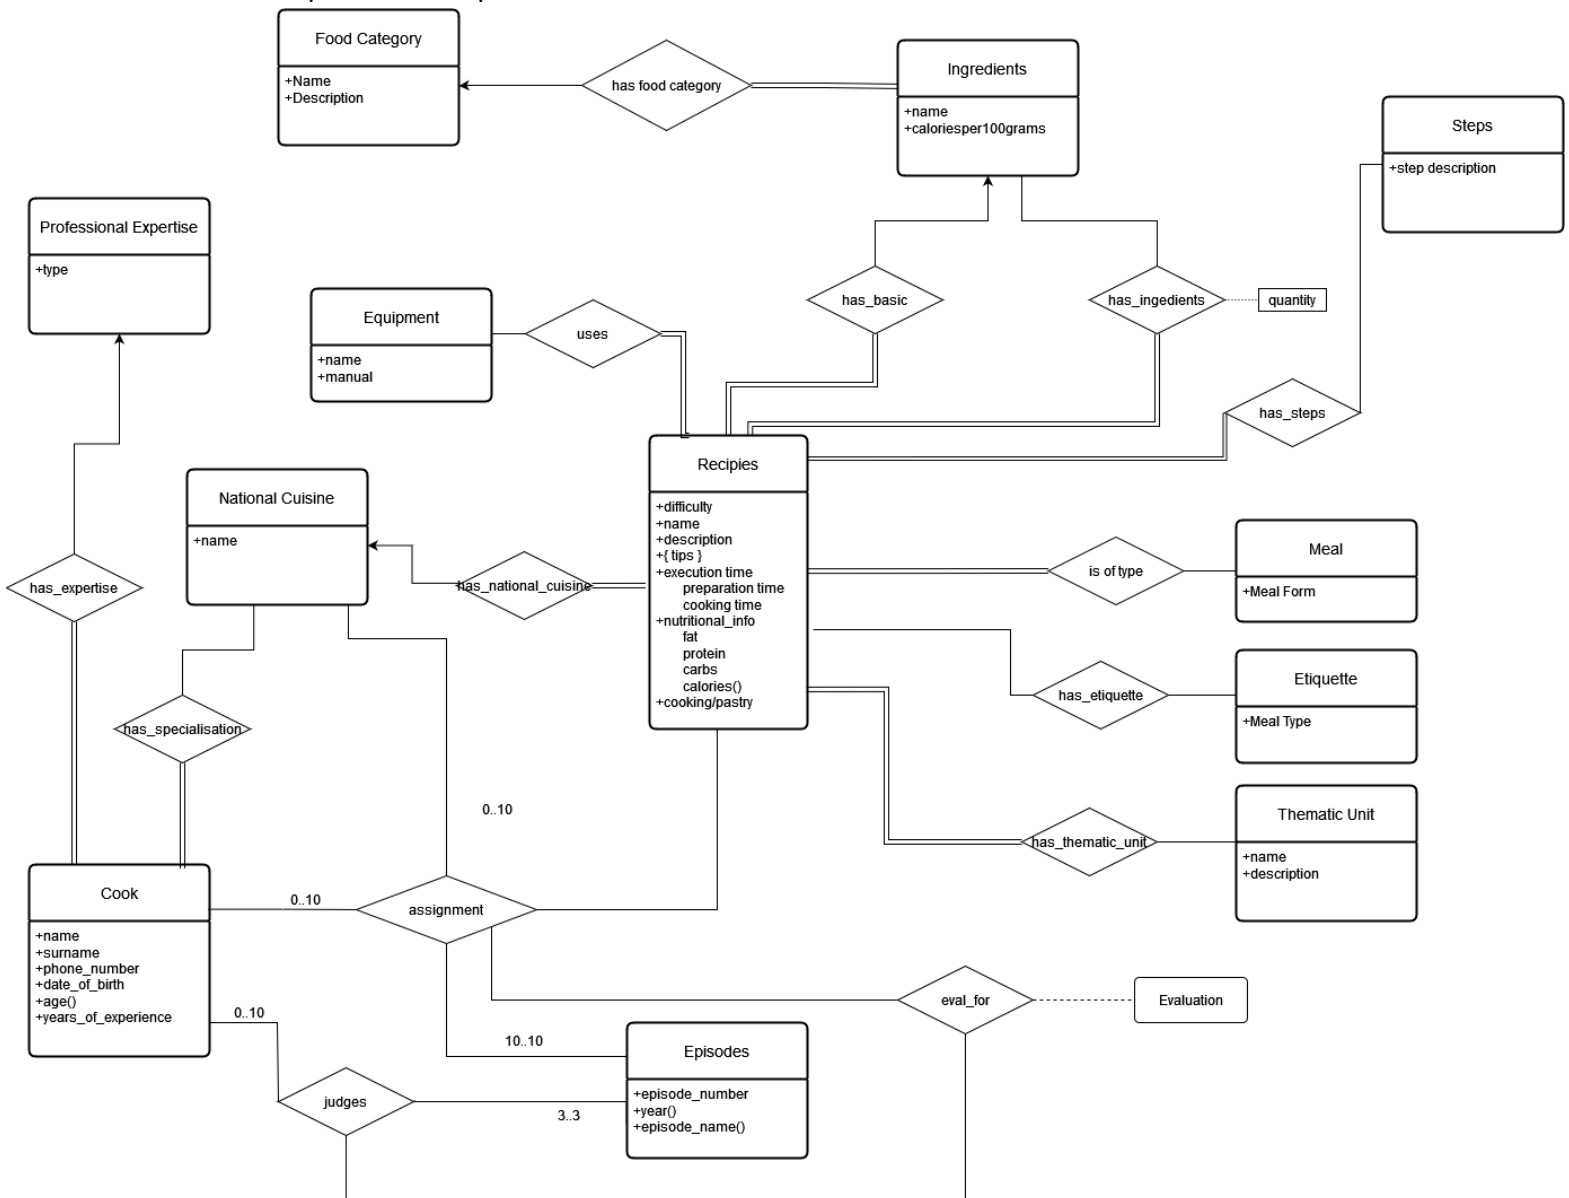 Food Category
+Name
+Description
has food category
Ingredients
+name
+caloriesper100grams
Steps
+step description
Professional Expertise
+type
Equipment
+name
+manual
uses
has_basic
has_ingedients
quantity
has_steps
National Cuisine
+name
has_expertise
has_national_cuisine
has_specialisation
Recipies
+difficulty
+name
+description
+{ tips }
+execution time
preparation time
cooking time
+nutritional_info
fat
protein
carbs
calories()
+cooking/pastry
is of type
Meal
+Meal Form
has_etiquette
Etiquette
+Meal Type
has_thematic_unit
Thematic Unit
+name
+description
0..10
Cook
+name
+surname
+phone_number
+date_of_birth
+age()
+years_of_experience
0..10
assignment
0..10
10..10
eval_for
Evaluation
judges
3..3
Episodes
+episode_number
+year()
+episode_name()